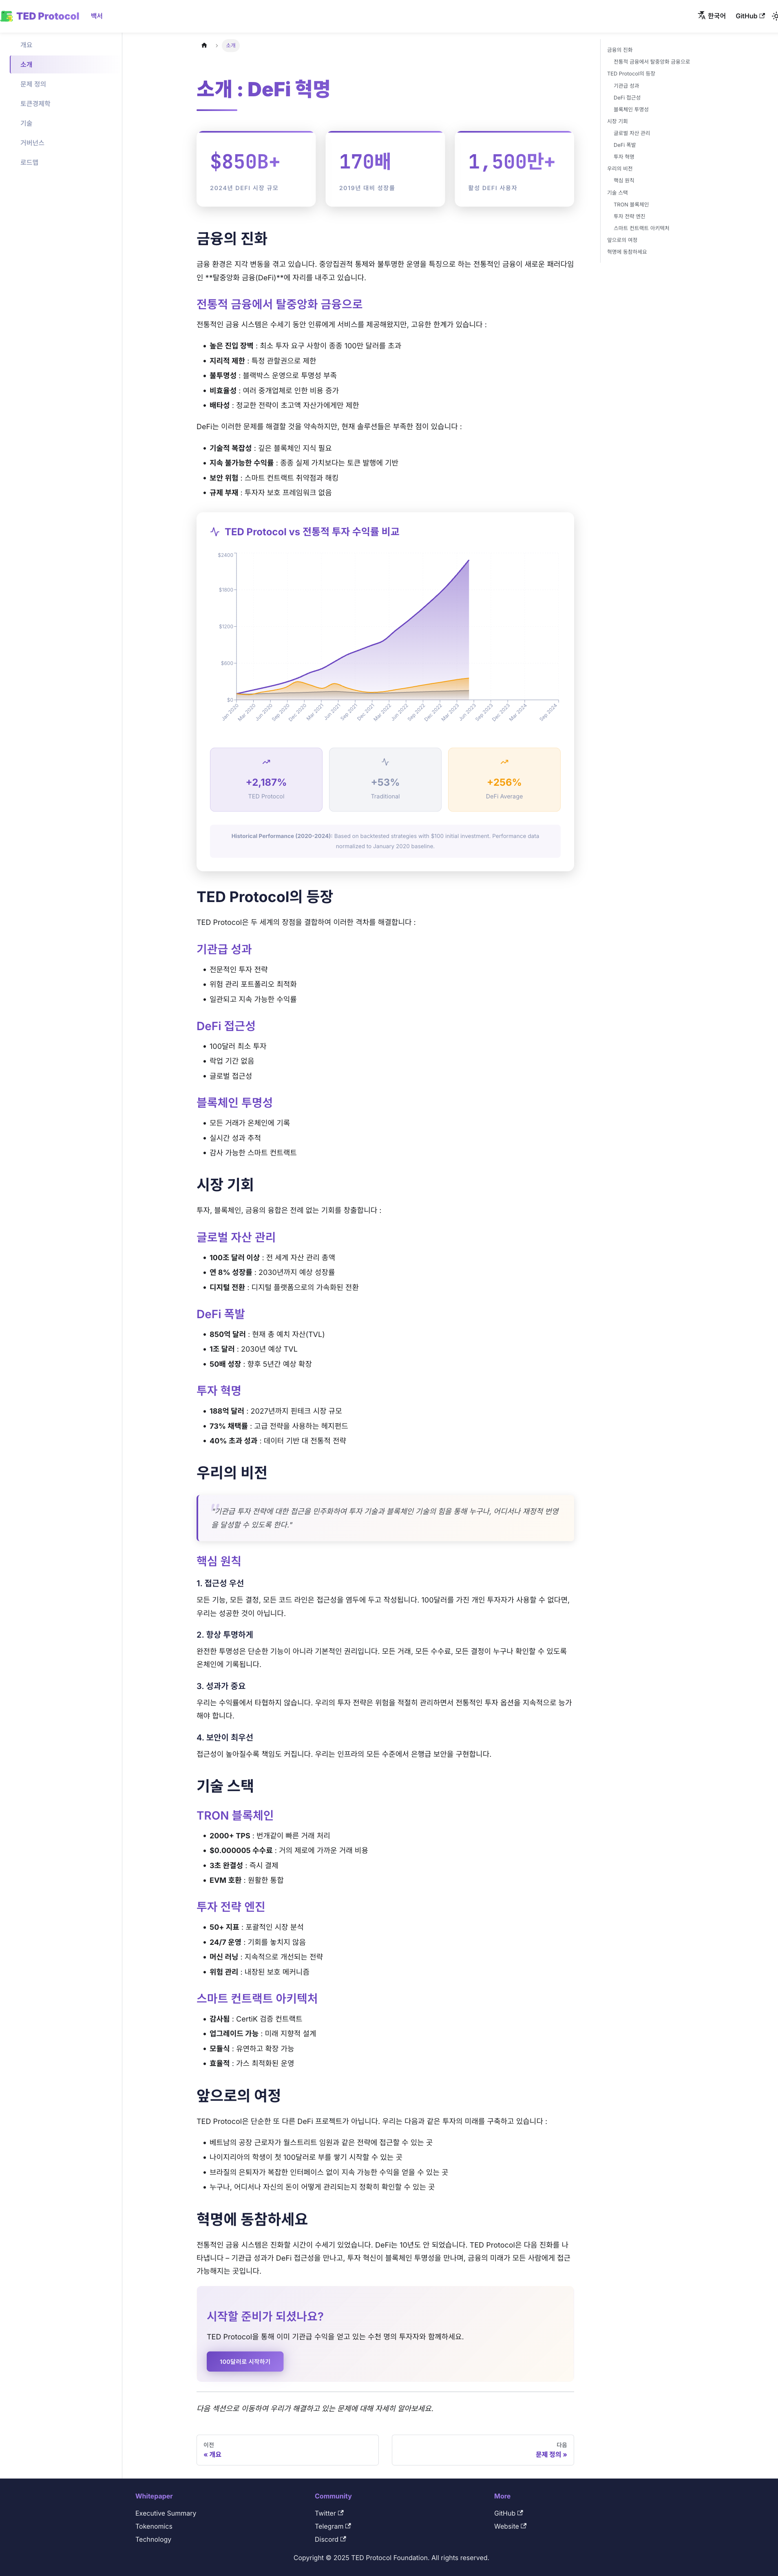 TED Protocol
백서
한국어
GitHub
개요
소개
문제 정의
토큰경제학
기술
거버넌스
로드맵
소개
소개 : DeFi 혁명
$850B+
2024년 DEFI 시장 규모
170배
2019년 대비 성장률
1,500만+
활성 DEFI 사용자
금융의 진화
금융 환경은 지각 변동을 겪고 있습니다. 중앙집권적 통제와 불투명한 운영을 특징으로 하는 전통적인 금융이 새로운 패러다임
인 **탈중앙화 금융(DeFi)**에 자리를 내주고 있습니다.
전통적 금융에서 탈중앙화 금융으로
전통적인 금융 시스템은 수세기 동안 인류에게 서비스를 제공해왔지만, 고유한 한계가 있습니다 :
높은 진입 장벽 : 최소 투자 요구 사항이 종종 100만 달러를 초과
지리적 제한 : 특정 관할권으로 제한
불투명성 : 블랙박스 운영으로 투명성 부족
비효율성 : 여러 중개업체로 인한 비용 증가
배타성 : 정교한 전략이 초고액 자산가에게만 제한
DeFi는 이러한 문제를 해결할 것을 약속하지만, 현재 솔루션들은 부족한 점이 있습니다 :
기술적 복잡성 : 깊은 블록체인 지식 필요
지속 불가능한 수익률 : 종종 실제 가치보다는 토큰 발행에 기반
보안 위험 : 스마트 컨트랙트 취약점과 해킹
규제 부재 : 투자자 보호 프레임워크 없음
TED Protocol vs 전통적 투자 수익률 비교
$2400
$1800
$1200
$600
$0
Jan 2020
Mar 2020
Jun 2020
Sep 2020
Dec 2020
Mar 2021
Jun 2021
Sep 2021
Dec 2021
Mar 2022
Jun 2022
Sep 2022
Dec 2022
Mar 2023
Jun 2023
Sep 2023
Dec 2023
Mar 2024
Sep 2024
+2,187%
TED Protocol
+53%
Traditional
+256%
DeFi Average
Historical Performance (2020-2024): Based on backtested strategies with $100 initial investment. Performance data
normalized to January 2020 baseline.
TED Protocol의 등장
TED Protocol은 두 세계의 장점을 결합하여 이러한 격차를 해결합니다 :
기관급 성과
전문적인 투자 전략
위험 관리 포트폴리오 최적화
일관되고 지속 가능한 수익률
DeFi 접근성
100달러 최소 투자
락업 기간 없음
글로벌 접근성
블록체인 투명성
모든 거래가 온체인에 기록
실시간 성과 추적
감사 가능한 스마트 컨트랙트
시장 기회
투자, 블록체인, 금융의 융합은 전례 없는 기회를 창출합니다 :
글로벌 자산 관리
100조 달러 이상 : 전 세계 자산 관리 총액
연 8% 성장률 : 2030년까지 예상 성장률
디지털 전환 : 디지털 플랫폼으로의 가속화된 전환
DeFi 폭발
850억 달러 : 현재 총 예치 자산(TVL)
1조 달러 : 2030년 예상 TVL
50배 성장 : 향후 5년간 예상 확장
투자 혁명
188억 달러 : 2027년까지 핀테크 시장 규모
73% 채택률 : 고급 전략을 사용하는 헤지펀드
40% 초과 성과 : 데이터 기반 대 전통적 전략
우리의 비전
"기관급 투자 전략에 대한 접근을 민주화하여 투자 기술과 블록체인 기술의 힘을 통해 누구나, 어디서나 재정적 번영
을 달성할 수 있도록 한다."
핵심 원칙
1. 접근성 우선
모든 기능, 모든 결정, 모든 코드 라인은 접근성을 염두에 두고 작성됩니다. 100달러를 가진 개인 투자자가 사용할 수 없다면,
우리는 성공한 것이 아닙니다.
2. 항상 투명하게
완전한 투명성은 단순한 기능이 아니라 기본적인 권리입니다. 모든 거래, 모든 수수료, 모든 결정이 누구나 확인할 수 있도록
온체인에 기록됩니다.
3. 성과가 중요
우리는 수익률에서 타협하지 않습니다. 우리의 투자 전략은 위험을 적절히 관리하면서 전통적인 투자 옵션을 지속적으로 능가
해야 합니다.
4. 보안이 최우선
접근성이 높아질수록 책임도 커집니다. 우리는 인프라의 모든 수준에서 은행급 보안을 구현합니다.
기술 스택
TRON 블록체인
2000+ TPS : 번개같이 빠른 거래 처리
$0.000005 수수료 : 거의 제로에 가까운 거래 비용
3초 완결성 : 즉시 결제
EVM 호환 : 원활한 통합
투자 전략 엔진
50+ 지표 : 포괄적인 시장 분석
24/7 운영 : 기회를 놓치지 않음
머신 러닝 : 지속적으로 개선되는 전략
위험 관리 : 내장된 보호 메커니즘
스마트 컨트랙트 아키텍처
감사됨 : CertiK 검증 컨트랙트
업그레이드 가능 : 미래 지향적 설계
모듈식 : 유연하고 확장 가능
효율적 : 가스 최적화된 운영
앞으로의 여정
TED Protocol은 단순한 또 다른 DeFi 프로젝트가 아닙니다. 우리는 다음과 같은 투자의 미래를 구축하고 있습니다 :
베트남의 공장 근로자가 월스트리트 임원과 같은 전략에 접근할 수 있는 곳
나이지리아의 학생이 첫 100달러로 부를 쌓기 시작할 수 있는 곳
브라질의 은퇴자가 복잡한 인터페이스 없이 지속 가능한 수익을 얻을 수 있는 곳
누구나, 어디서나 자신의 돈이 어떻게 관리되는지 정확히 확인할 수 있는 곳
혁명에 동참하세요
전통적인 금융 시스템은 진화할 시간이 수세기 있었습니다. DeFi는 10년도 안 되었습니다. TED Protocol은 다음 진화를 나
타냅니다 – 기관급 성과가 DeFi 접근성을 만나고, 투자 혁신이 블록체인 투명성을 만나며, 금융의 미래가 모든 사람에게 접근
가능해지는 곳입니다.
시작할 준비가 되셨나요?
TED Protocol을 통해 이미 기관급 수익을 얻고 있는 수천 명의 투자자와 함께하세요.
100달러로 시작하기
다음 섹션으로 이동하여 우리가 해결하고 있는 문제에 대해 자세히 알아보세요.
이전
« 개요
다음
문제 정의 »
금융의 진화
전통적 금융에서 탈중앙화 금융으로
TED Protocol의 등장
기관급 성과
DeFi 접근성
블록체인 투명성
시장 기회
글로벌 자산 관리
DeFi 폭발
투자 혁명
우리의 비전
핵심 원칙
기술 스택
TRON 블록체인
투자 전략 엔진
스마트 컨트랙트 아키텍처
앞으로의 여정
혁명에 동참하세요
Whitepaper
Executive Summary
Tokenomics
Technology
Community
Twitter
Telegram
Discord
More
GitHub
Website
Copyright © 2025 TED Protocol Foundation. All rights reserved.